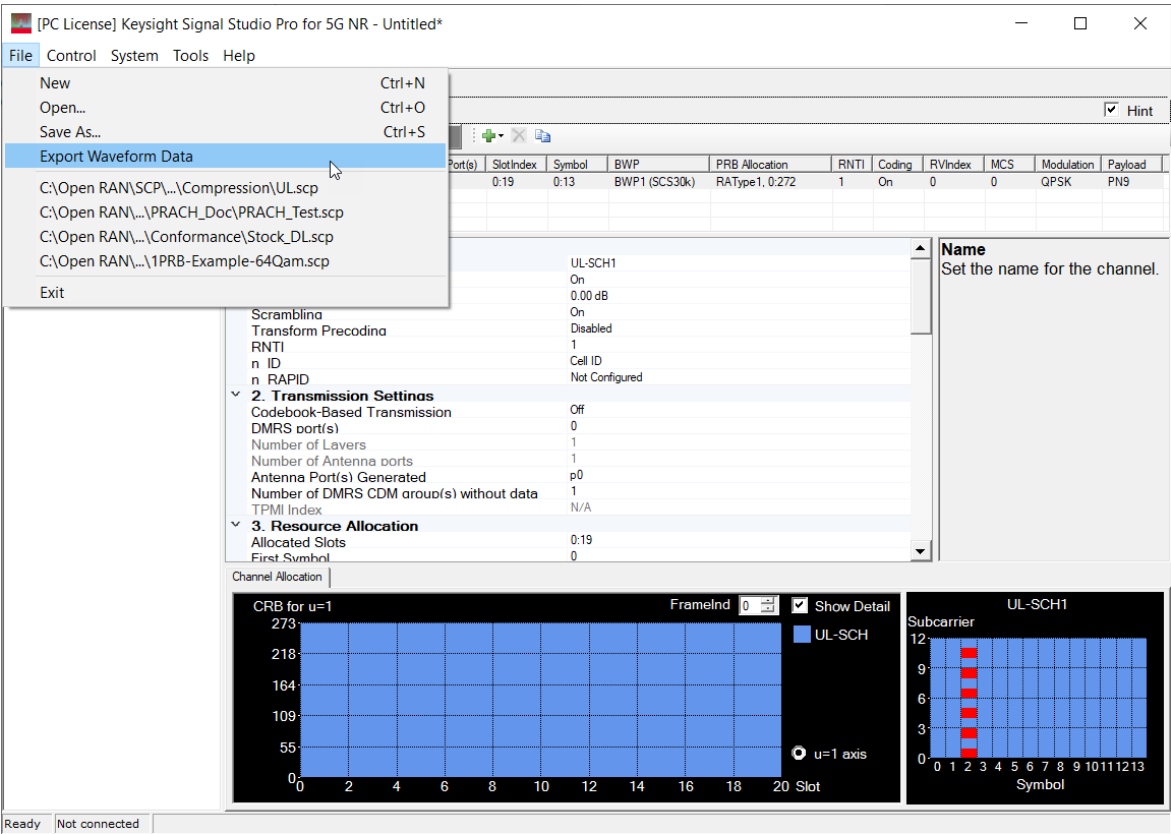 [PC License] Keysight Signal Studio Pro for 5G NR - Untitled*
File Control System Tools Help
New Ctrl+N
Open... Ctrl+O
Save As... Ctrl+S
Export Waveform Data
C:\Open RAN\SCP\...\Compression\UL.scp
C:\Open RAN\...\PRACH_Doc\PRACH_Test.scp
C:\Open RAN\...\Conformance\Stock_DL.scp
C:\Open RAN\...\1PRB-Example-64Qam.scp
Exit
Hint
Port(s) SlotIndex Symbol BWP PRB Allocation RNTI Coding RVIndex MCS Modulation Payload
0:19 0:13 BWP1 (SCS30k) RAType1, 0:272 1 On 0 0 QPSK PN9
UL-SCH1
On
0.00 dB
Scrambling On
Transform Precoding Disabled
RNTI 1
n_ID Cell ID
n_RAPID Not Configured
2. Transmission Settings
Codebook-Based Transmission Off
DMRS port(s) 0
Number of Layers 1
Number of Antenna ports 1
Antenna Port(s) Generated p0
Number of DMRS CDM group(s) without data 1
TPMI Index N/A
3. Resource Allocation
Allocated Slots 0:19
First Symbol 0
Name
Set the name for the channel.
Channel Allocation
CRB for u=1
FrameInd 0 Show Detail
UL-SCH
273
218
164
109
55
0
u=1 axis
0 2 4 6 8 10 12 14 16 18 20 Slot
UL-SCH1
Subcarrier
12
9
6
3
0
0 1 2 3 4 5 6 7 8 9 10 11 12 13
Symbol
Ready Not connected